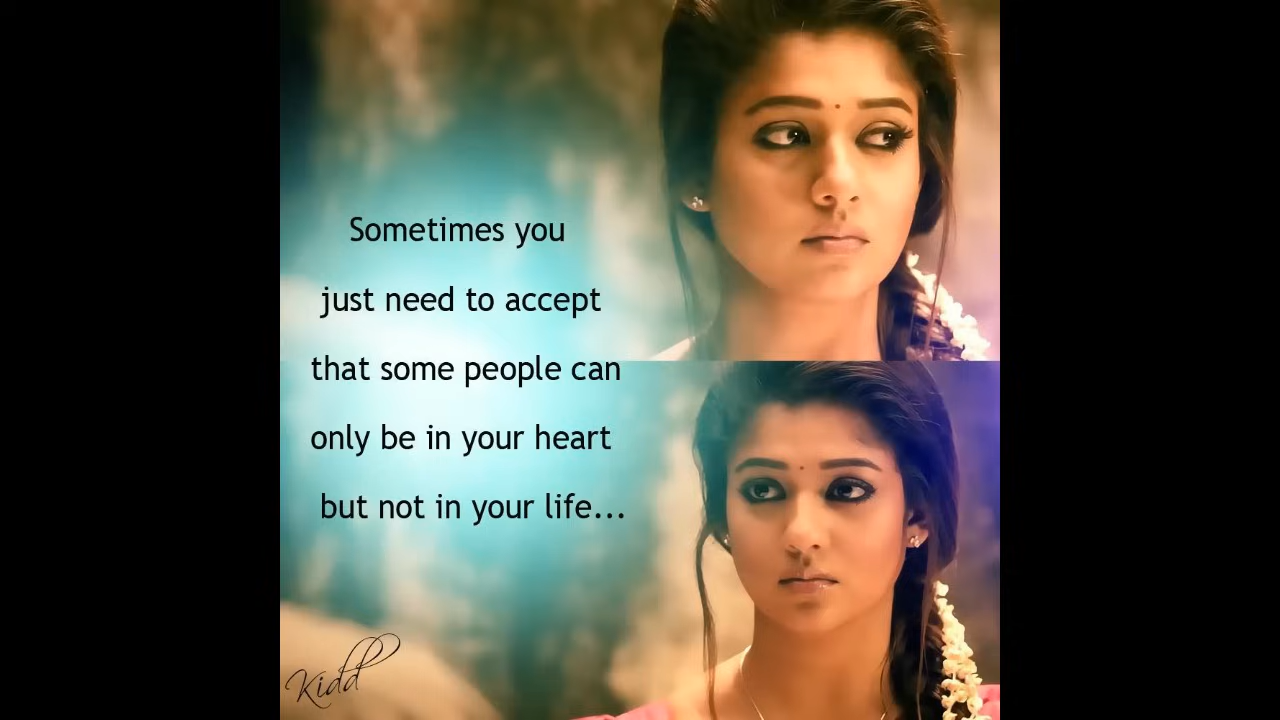 Sometimes you
just need to accept
that some people can
only be in your heart
but not in your life...
Kidd